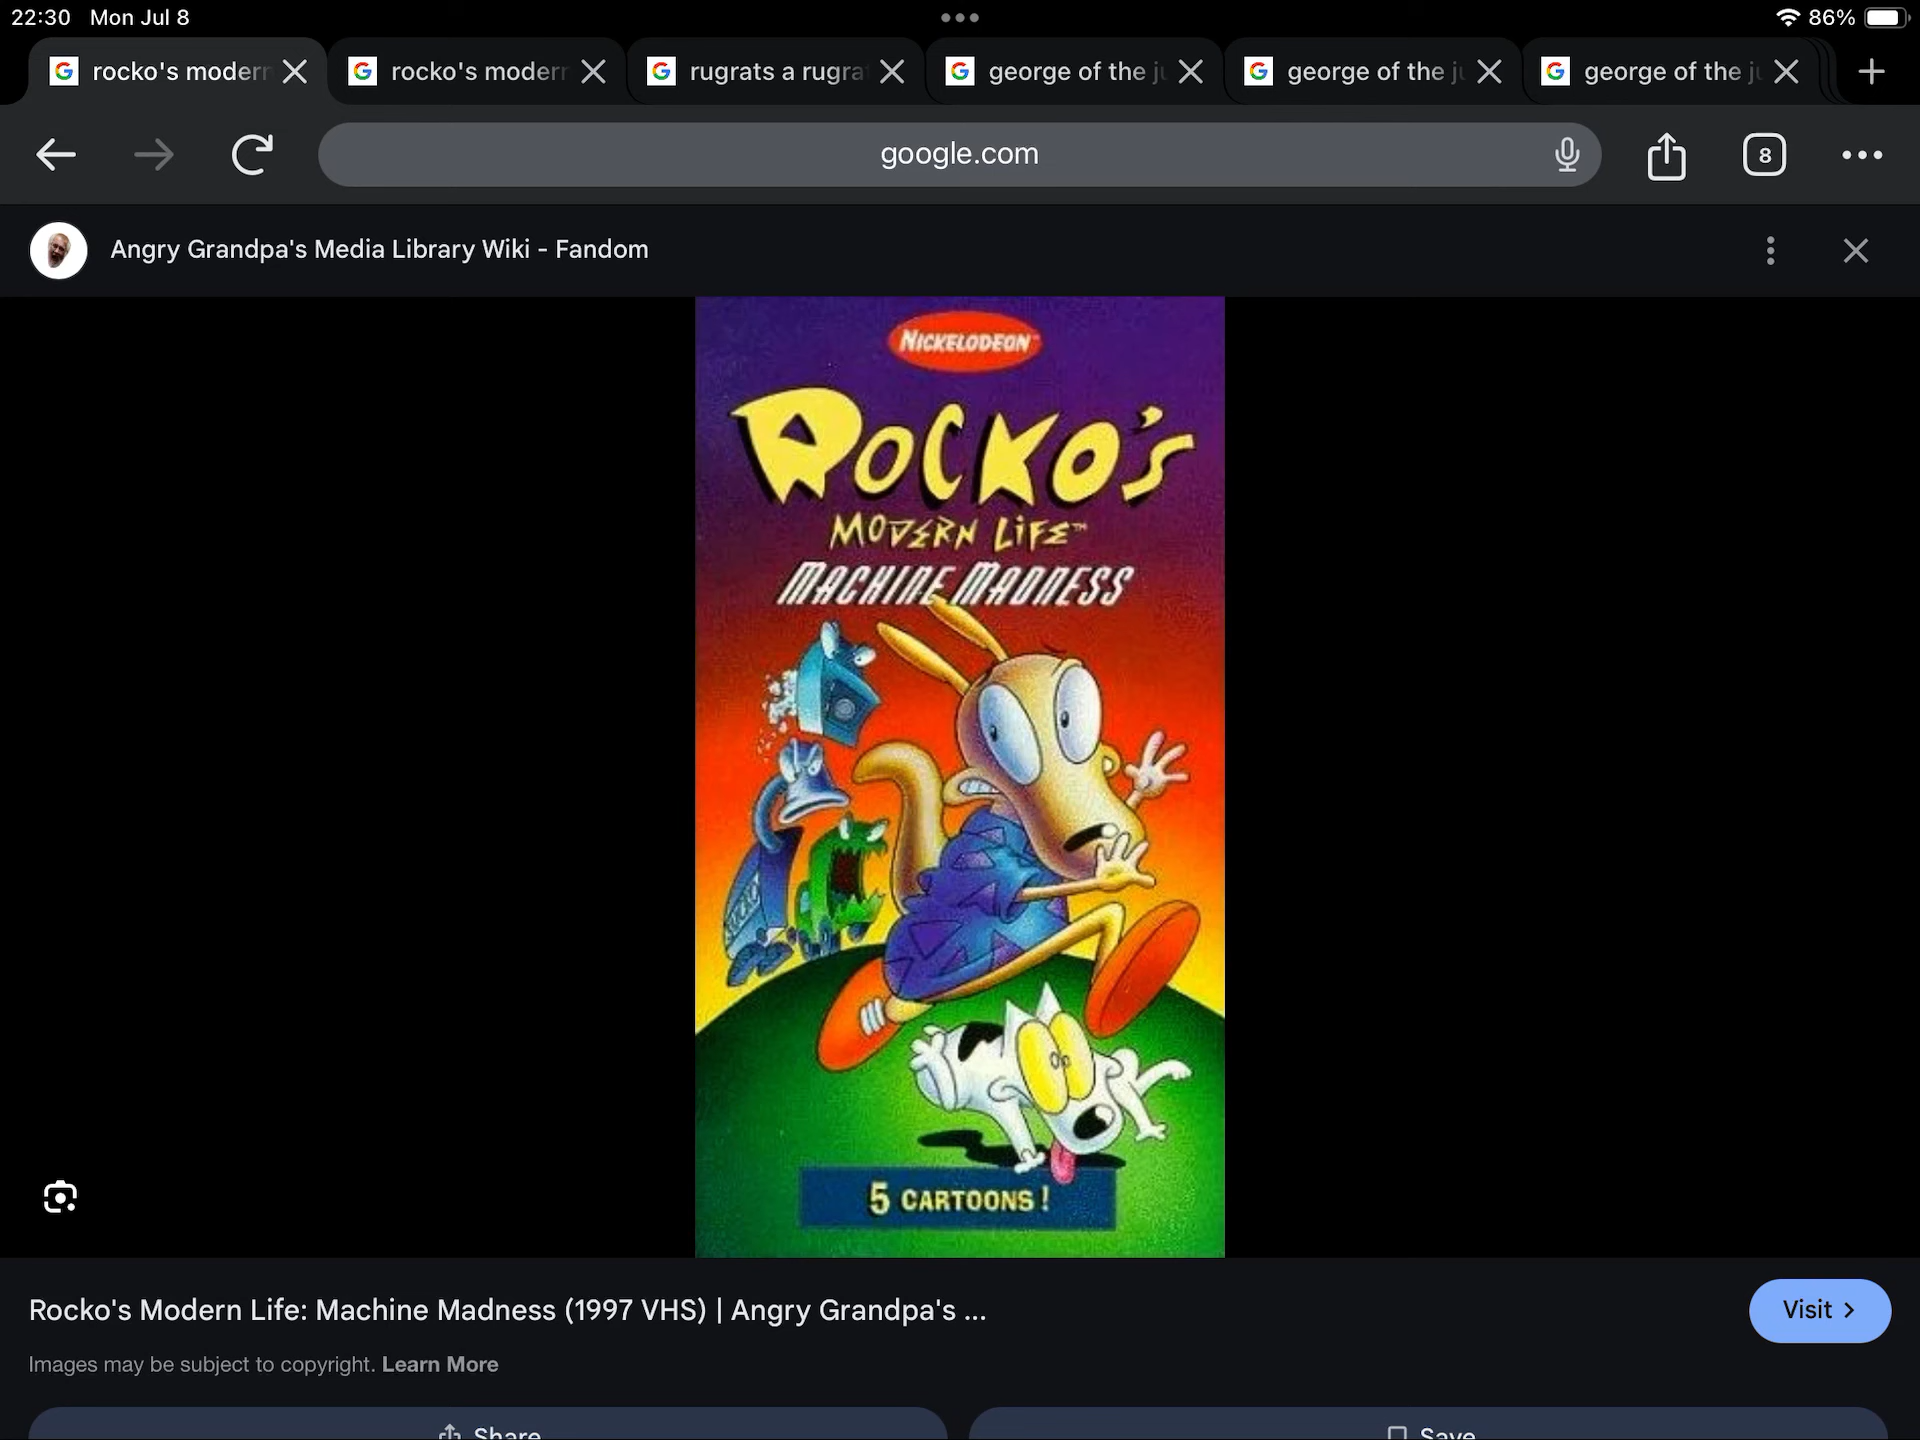 22:30 Mon Jul 8
86%
rocko's modern
rocko's modern
rugrats a rugra
george of the ju
george of the ju
george of the ju
google.com
8
Angry Grandpa's Media Library Wiki - Fandom
NICKELODEON
ROCKO'S
MODERN LIFE™
MACHINE MADNESS
5 CARTOONS!
Rocko's Modern Life: Machine Madness (1997 VHS) | Angry Grandpa's ...
Visit
Images may be subject to copyright. Learn More
Share
Save